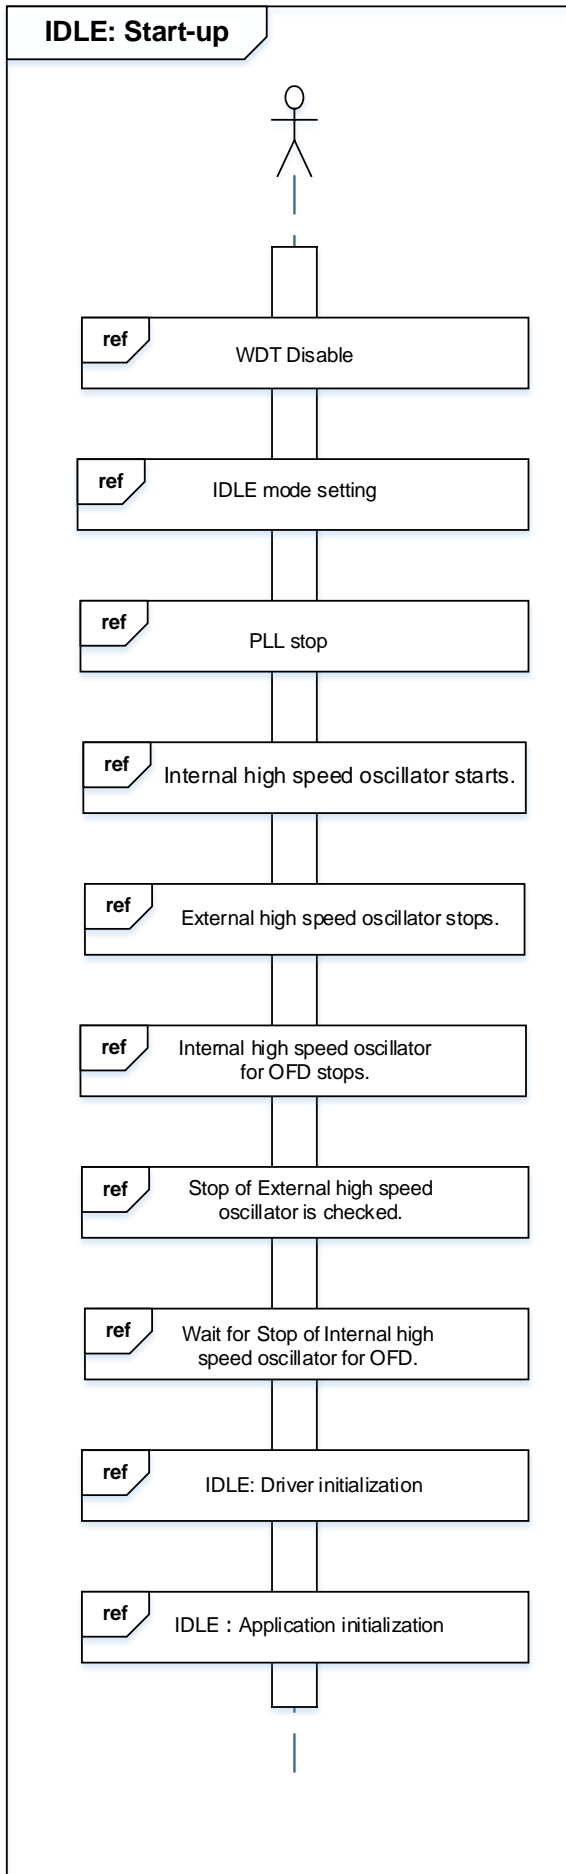 IDLE: Start-up
ref
WDT Disable
ref
IDLE mode setting
ref
PLL stop
ref
Internal high speed oscillator starts.
ref
External high speed oscillator stops.
ref
Internal high speed oscillator
for OFD stops.
ref
Stop of External high speed
oscillator is checked.
ref
Wait for Stop of Internal high
speed oscillator for OFD.
ref
IDLE: Driver initialization
ref
IDLE：Application initialization